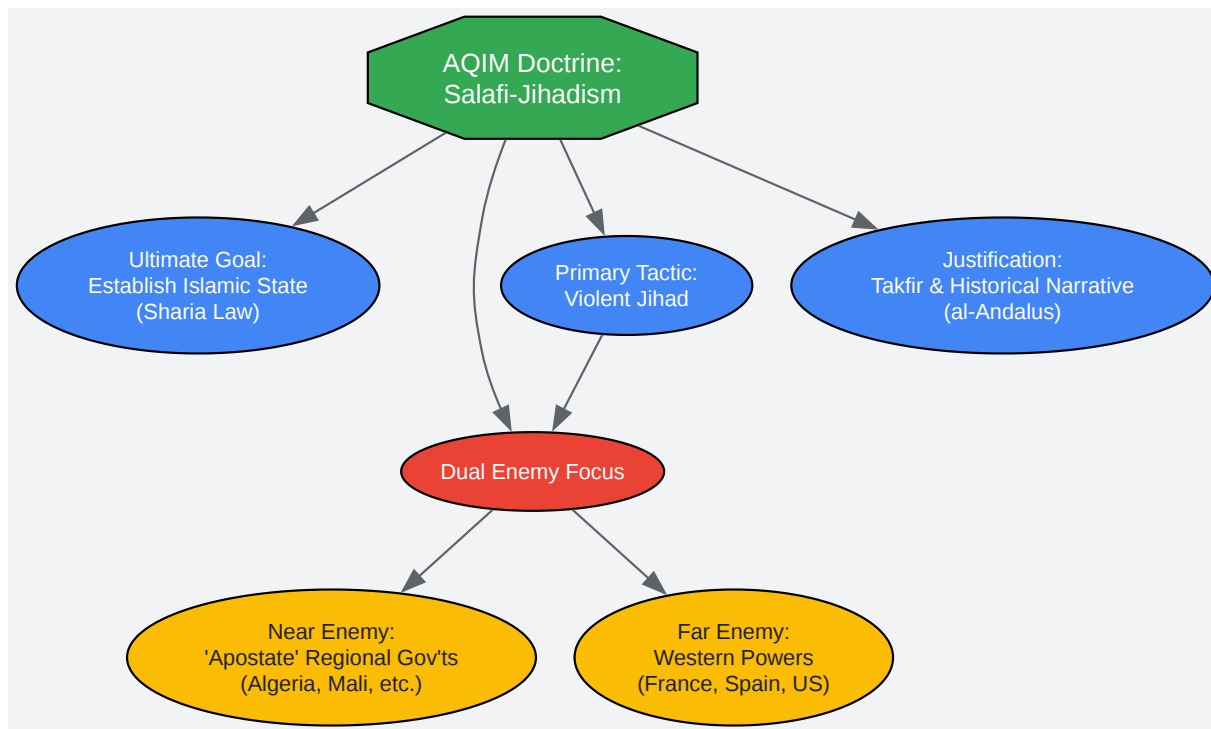 AQIM Doctrine:
Salafi-Jihadism
Ultimate Goal:
Establish Islamic State
(Sharia Law)
Primary Tactic:
Violent Jihad
Justification:
Takfir & Historical Narrative
(al-Andalus)
Dual Enemy Focus
Near Enemy:
'Apostate' Regional Gov'ts
(Algeria, Mali, etc.)
Far Enemy:
Western Powers
(France, Spain, US)